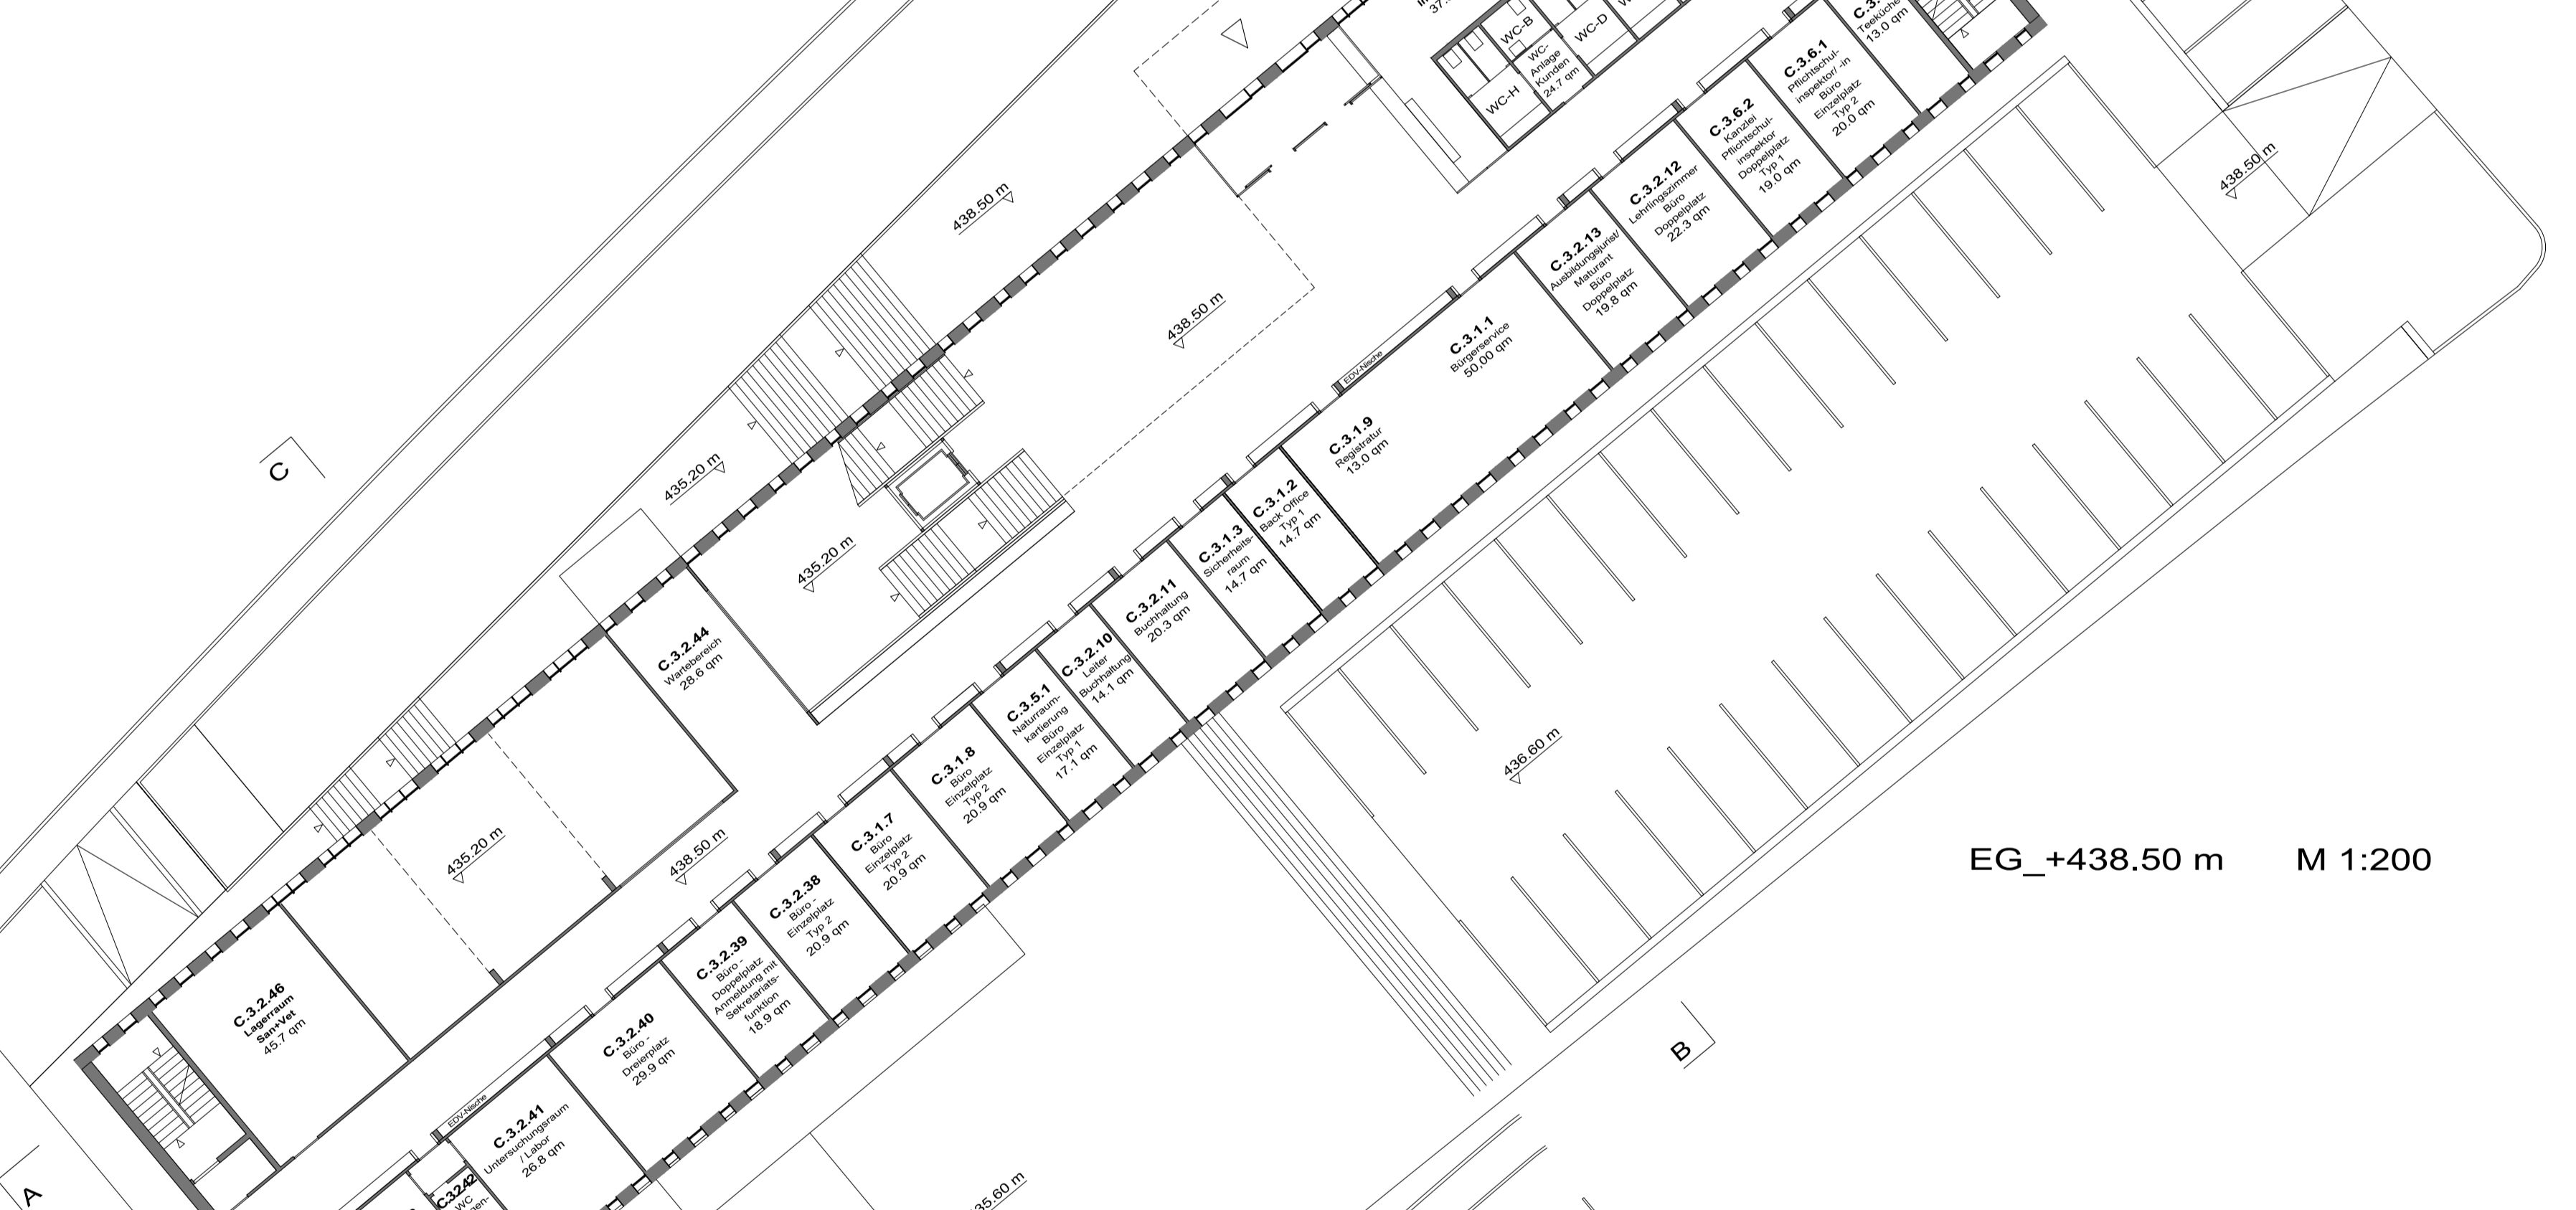 37.
WC-B
WC-D
WC-H
WC-
Anlage
Kunden
24.7 qm
Teeküche
13.0 qm
C.3.6.1
Pflichtschul-
inspektor/ -in
Büro
Einzelplatz
Typ 2
20.0 qm
C.3.6.2
Kanzlei
Pflichtschul-
inspektor
Doppelplatz
Typ 1
19.0 qm
C.3.2.12
Lehrlingszimmer
Büro
Doppelplatz
22.3 qm
C.3.2.13
Ausbildungsjurist/
Maturant
Büro
Doppelplatz
19.8 qm
438.50 m
438.50 m
438.50 m
C.3.1.1
Bürgerservice
50,00 qm
EDV-Nische
C.3.1.9
Registratur
13.0 qm
C.3.1.2
Back Office
Typ 1
14.7 qm
C.3.1.3
Sicherheits-
raum
14.7 qm
C.3.2.11
Buchhaltung
20.3 qm
C.3.2.10
Leiter
Buchhaltung
14.1 qm
C.3.5.1
Naturraum-
kartierung
Büro
Einzelplatz
Typ 1
17.1 qm
C.3.1.8
Büro
Einzelplatz
Typ 2
20.9 qm
C.3.1.7
Büro
Einzelplatz
Typ 2
20.9 qm
C.3.2.38
Büro -
Einzelplatz
Typ 2
20.9 qm
C.3.2.39
Büro -
Doppelplatz
Anmeldung mit
Sekretariats-
funktion
18.9 qm
C.3.2.40
Büro -
Dreierplatz
29.9 qm
C.3.2.41
Untersuchungsraum
/ Labor
26.8 qm
EDV-Nische
C3242
WC
C
435.20 m
435.20 m
C.3.2.44
Wartebereich
28.6 qm
435.20 m
438.50 m
C.3.2.46
Lagerraum
San+Vet
45.7 qm
A
436.60 m
EG_+438.50 m M 1:200
B
35.60 m